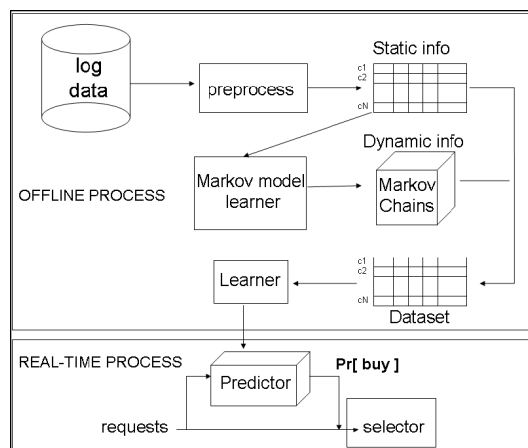 log
data
preprocess
Static info
c1
c2
cN
Dynamic info
Markov model
learner
Markov
Chains
OFFLINE PROCESS
Learner
c1
c2
cN
Dataset
REAL-TIME PROCESS
Predictor
Pr[ buy ]
requests
selector